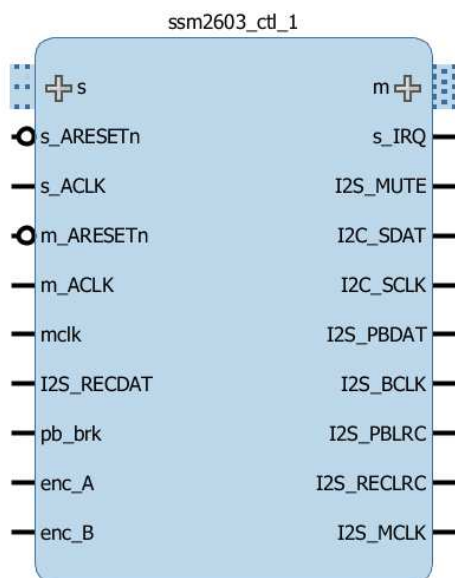 ssm2603_ctl_1
s m
s_ARESETn s_IRQ
s_ACLK I2S_MUTE
m_ARESETn I2C_SDAT
m_ACLK I2C_SCLK
mclk I2S_PBDAT
I2S_RECDAT I2S_BCLK
pb_brk I2S_PBLRC
enc_A I2S_RECLRC
enc_B I2S_MCLK